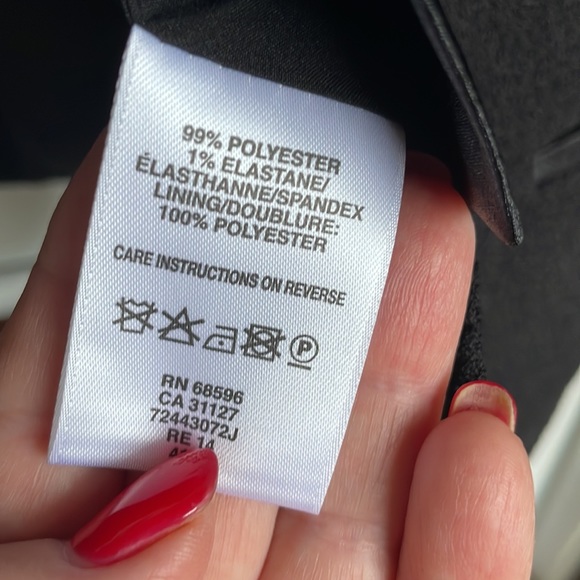 99% POLYESTER
1% ELASTANE/
ÉLASTHANNE/SPANDEX
LINING/DOUBLURE:
100% POLYESTER
CARE INSTRUCTIONS ON REVERSE
P
RN 68596
CA 31127
72443072J
RE 14